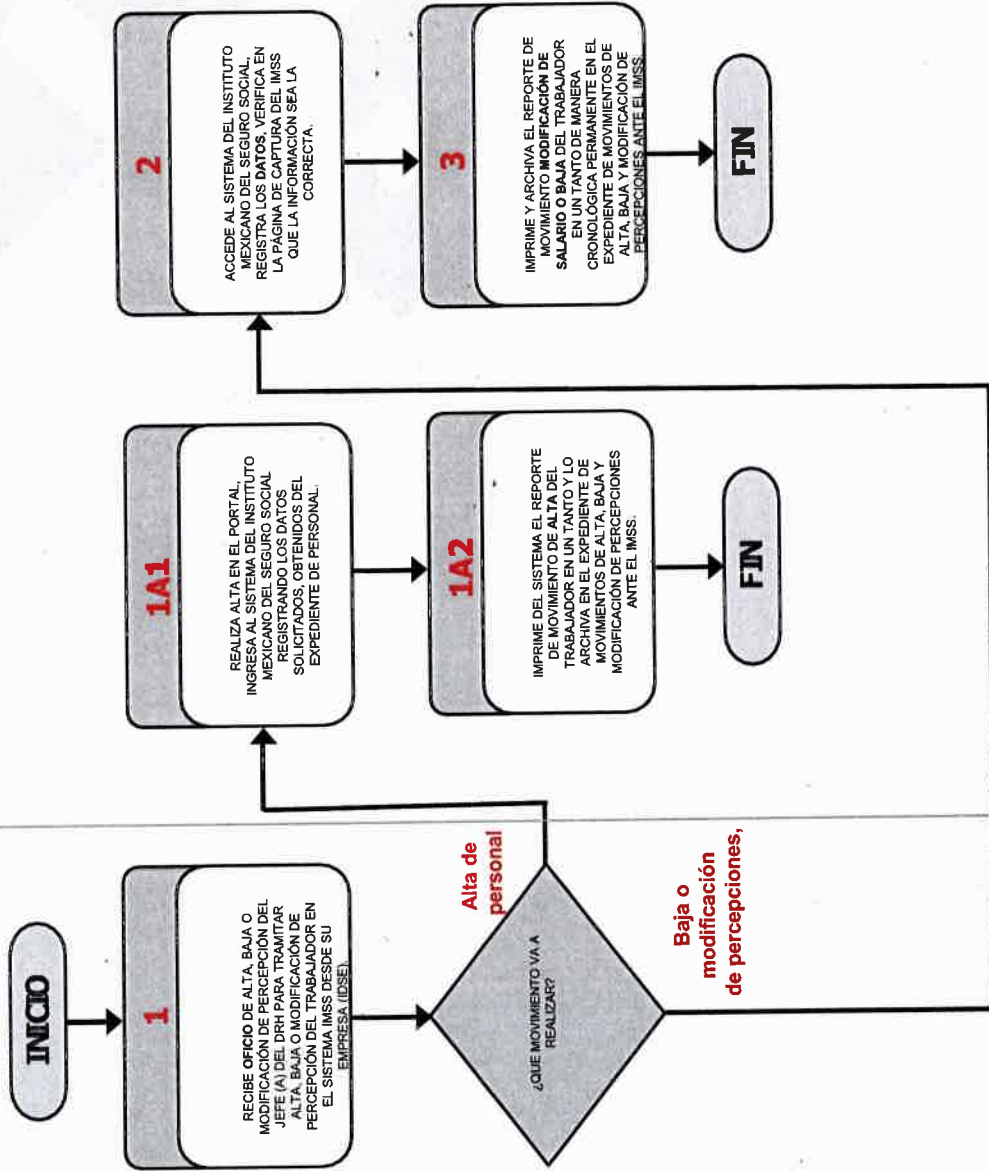 INICIO
1
RECIBE OFICIO DE ALTA, BAJA O
MODIFICACIÓN DE PERCEPCIÓN DEL
JEFE (A) DEL DRH PARA TRAMITAR
ALTA, BAJA O MODIFICACIÓN DE
PERCEPCIÓN DEL TRABAJADOR EN
EL SISTEMA IMSS DESDE SU
EMPRESA (IDSE).
¿QUE MOVIMIENTO VA A
REALIZAR?
Alta de
personal
Baja o
modificación
de percepciones,
1A1
REALIZA ALTA EN EL PORTAL,
INGRESA AL SISTEMA DEL INSTITUTO
MEXICANO DEL SEGURO SOCIAL
REGISTRANDO LOS DATOS
SOLICITADOS, OBTENIDOS DEL
EXPEDIENTE DE PERSONAL.
1A2
IMPRIME DEL SISTEMA EL REPORTE
DE MOVIMIENTO DE ALTA DEL
TRABAJADOR EN UN TANTO Y LO
ARCHIVA EN EL EXPEDIENTE DE
MOVIMIENTOS DE ALTA, BAJA Y
MODIFICACIÓN DE PERCEPCIONES
ANTE EL IMSS.
FIN
2
ACCEDE AL SISTEMA DEL INSTITUTO
MEXICANO DEL SEGURO SOCIAL,
REGISTRA LOS DATOS, VERIFICA EN
LA PÁGINA DE CAPTURA DEL IMSS
QUE LA INFORMACIÓN SEA LA
CORRECTA.
3
IMPRIME Y ARCHIVA EL REPORTE DE
MOVIMIENTO MODIFICACIÓN DE
SALARIO O BAJA DEL TRABAJADOR
EN UN TANTO DE MANERA
CRONOLÓGICA PERMANENTE EN EL
EXPEDIENTE DE MOVIMIENTOS DE
ALTA, BAJA Y MODIFICACIÓN DE
PERCEPCIONES ANTE EL IMSS.
FIN